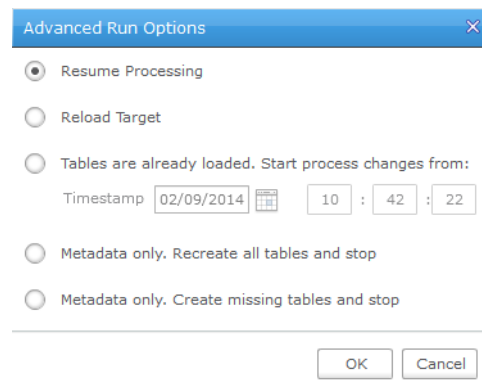 Advanced Run Options
Resume Processing
Reload Target
Tables are already loaded. Start process changes from:
Timestamp 02/09/2014 10 : 42 : 22
Metadata only. Recreate all tables and stop
Metadata only. Create missing tables and stop
OK Cancel